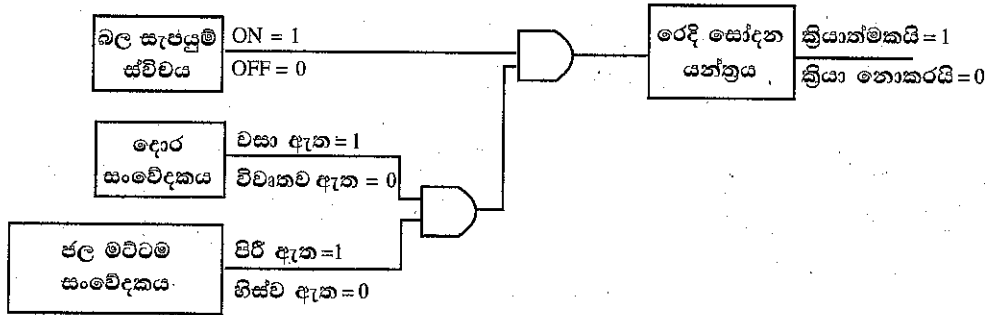 බල සැපයුම්
ස්විචය
ON = 1
OFF = 0
රෙදි සෝදන
යන්ත්‍රය
ක්‍රියාත්මකයි = 1
ක්‍රියා නොකරයි = 0
දොර
සංවේදකය
වසා ඇත = 1
විවෘතව ඇත = 0
ජල මට්ටම
සංවේදකය
පිරී ඇත =1
හිස්ව ඇත = 0